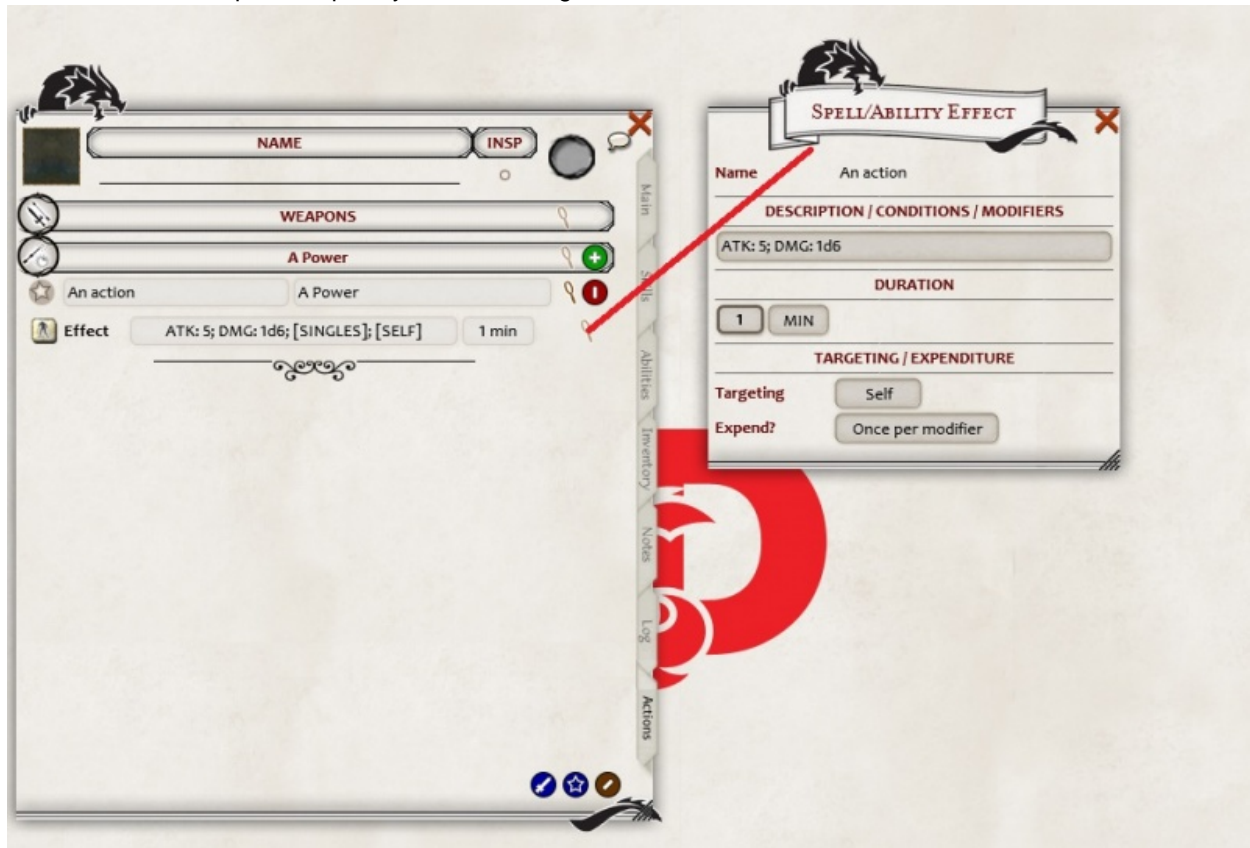 NAME
INSP
WEAPONS
A Power
An action
A Power
Effect
ATK: 5; DMG: 1d6; [SINGLES]; [SELF]
1 min
Main
Skills
Abilities
Inventory
Notes
Log
Actions
SPELL/ABILITY EFFECT
Name
An action
DESCRIPTION / CONDITIONS / MODIFIERS
ATK: 5; DMG: 1d6
DURATION
1
MIN
TARGETING / EXPENDITURE
Targeting
Self
Expend?
Once per modifier